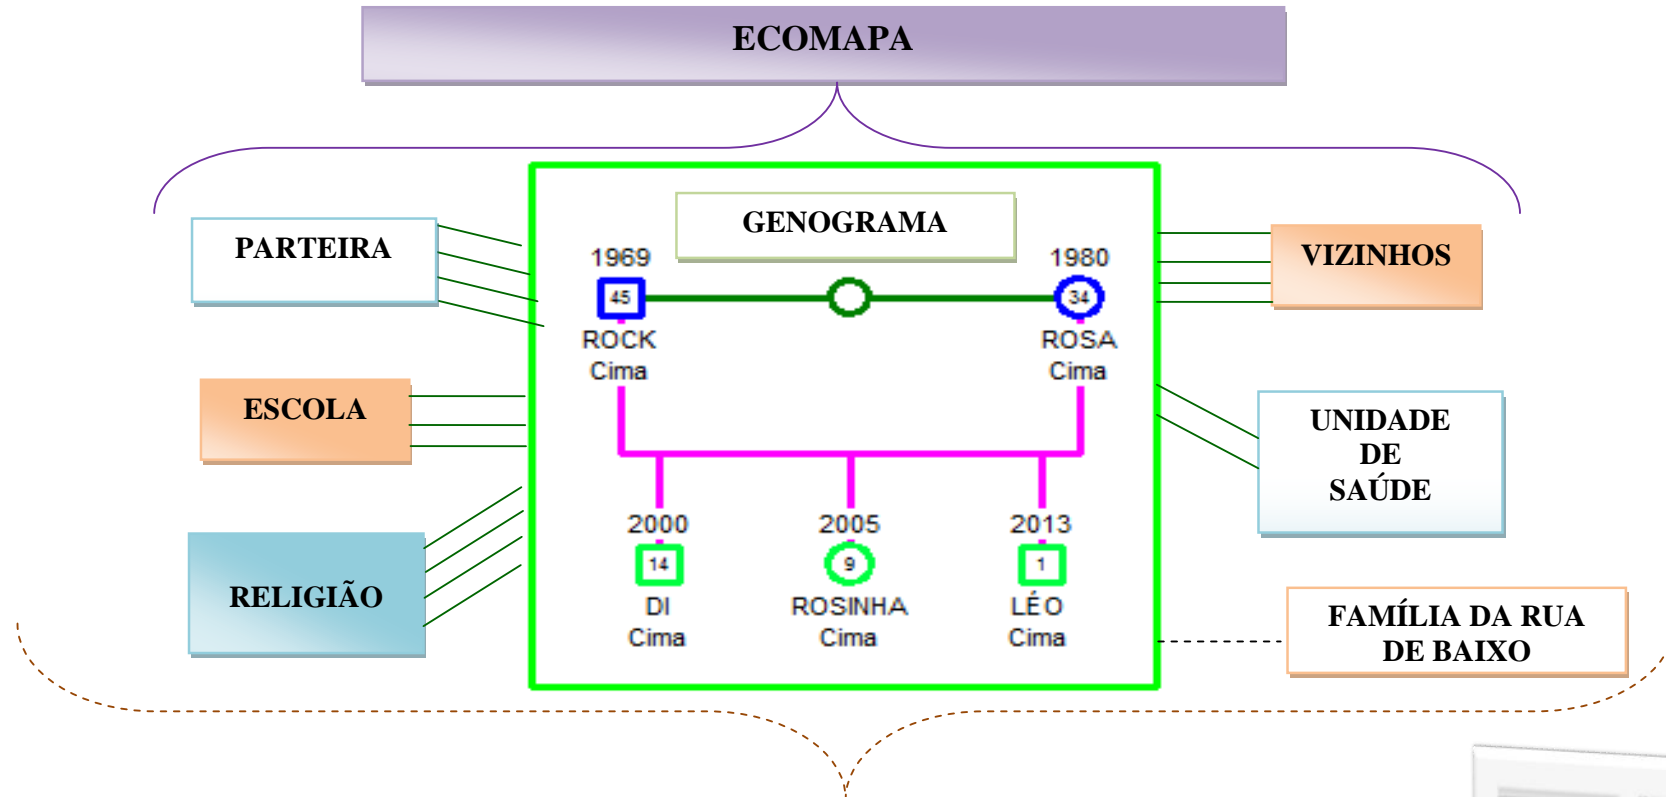 ECOMAPA
GENOGRAMA
PARTEIRA
VIZINHOS
1969
1980
45
34
ROCK
Cima
ROSA
Cima
ESCOLA
UNIDADE
DE
SAÚDE
2000
2005
2013
14
9
1
DI
Cima
ROSINHA
Cima
LÉO
Cima
RELIGIÃO
FAMÍLIA DA RUA
DE BAIXO